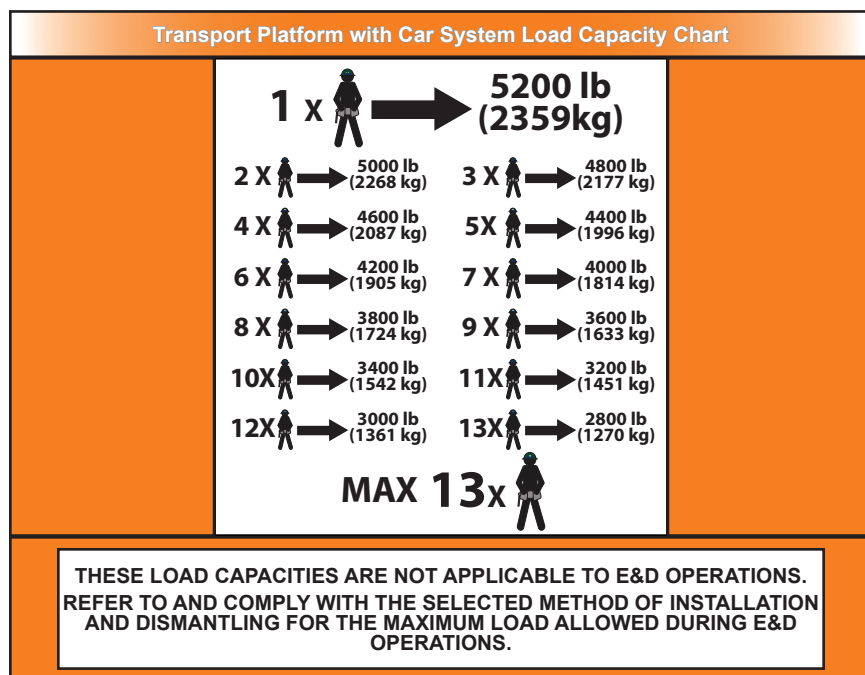 Transport Platform with Car System Load Capacity Chart
1 X 5200 lb
(2359kg)
2 X 5000 lb
(2268 kg)
3 X 4800 lb
(2177 kg)
4 X 4600 lb
(2087 kg)
5X 4400 lb
(1996 kg)
6 X 4200 lb
(1905 kg)
7 X 4000 lb
(1814 kg)
8 X 3800 lb
(1724 kg)
9 X 3600 lb
(1633 kg)
10X 3400 lb
(1542 kg)
11X 3200 lb
(1451 kg)
12X 3000 lb
(1361 kg)
13X 2800 lb
(1270 kg)
MAX 13X
THESE LOAD CAPACITIES ARE NOT APPLICABLE TO E&D OPERATIONS.
REFER TO AND COMPLY WITH THE SELECTED METHOD OF INSTALLATION
AND DISMANTLING FOR THE MAXIMUM LOAD ALLOWED DURING E&D
OPERATIONS.